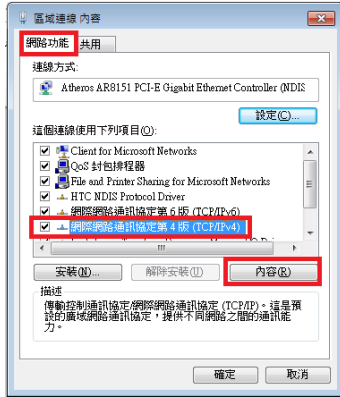 區域連線 內容
網路功能 共用
連線方式:
Atheros AR8151 PCI-E Gigabit Ethernet Controller (NDIS
設定(C)...
這個連線使用下列項目(O):
Client for Microsoft Networks
QoS 封包排程器
File and Printer Sharing for Microsoft Networks
HTC NDIS Protocol Driver
網際網路通訊協定第 6 版 (TCP/IPv6)
網際網路通訊協定第 4 版 (TCP/IPv4)
安裝(N)... 解除安裝(U) 內容(R)
描述
傳輸控制通訊協定/網際網路通訊協定 (TCP/IP)。這是預
設的廣域網路通訊協定，提供不同網路之間的通訊能
力。
確定 取消